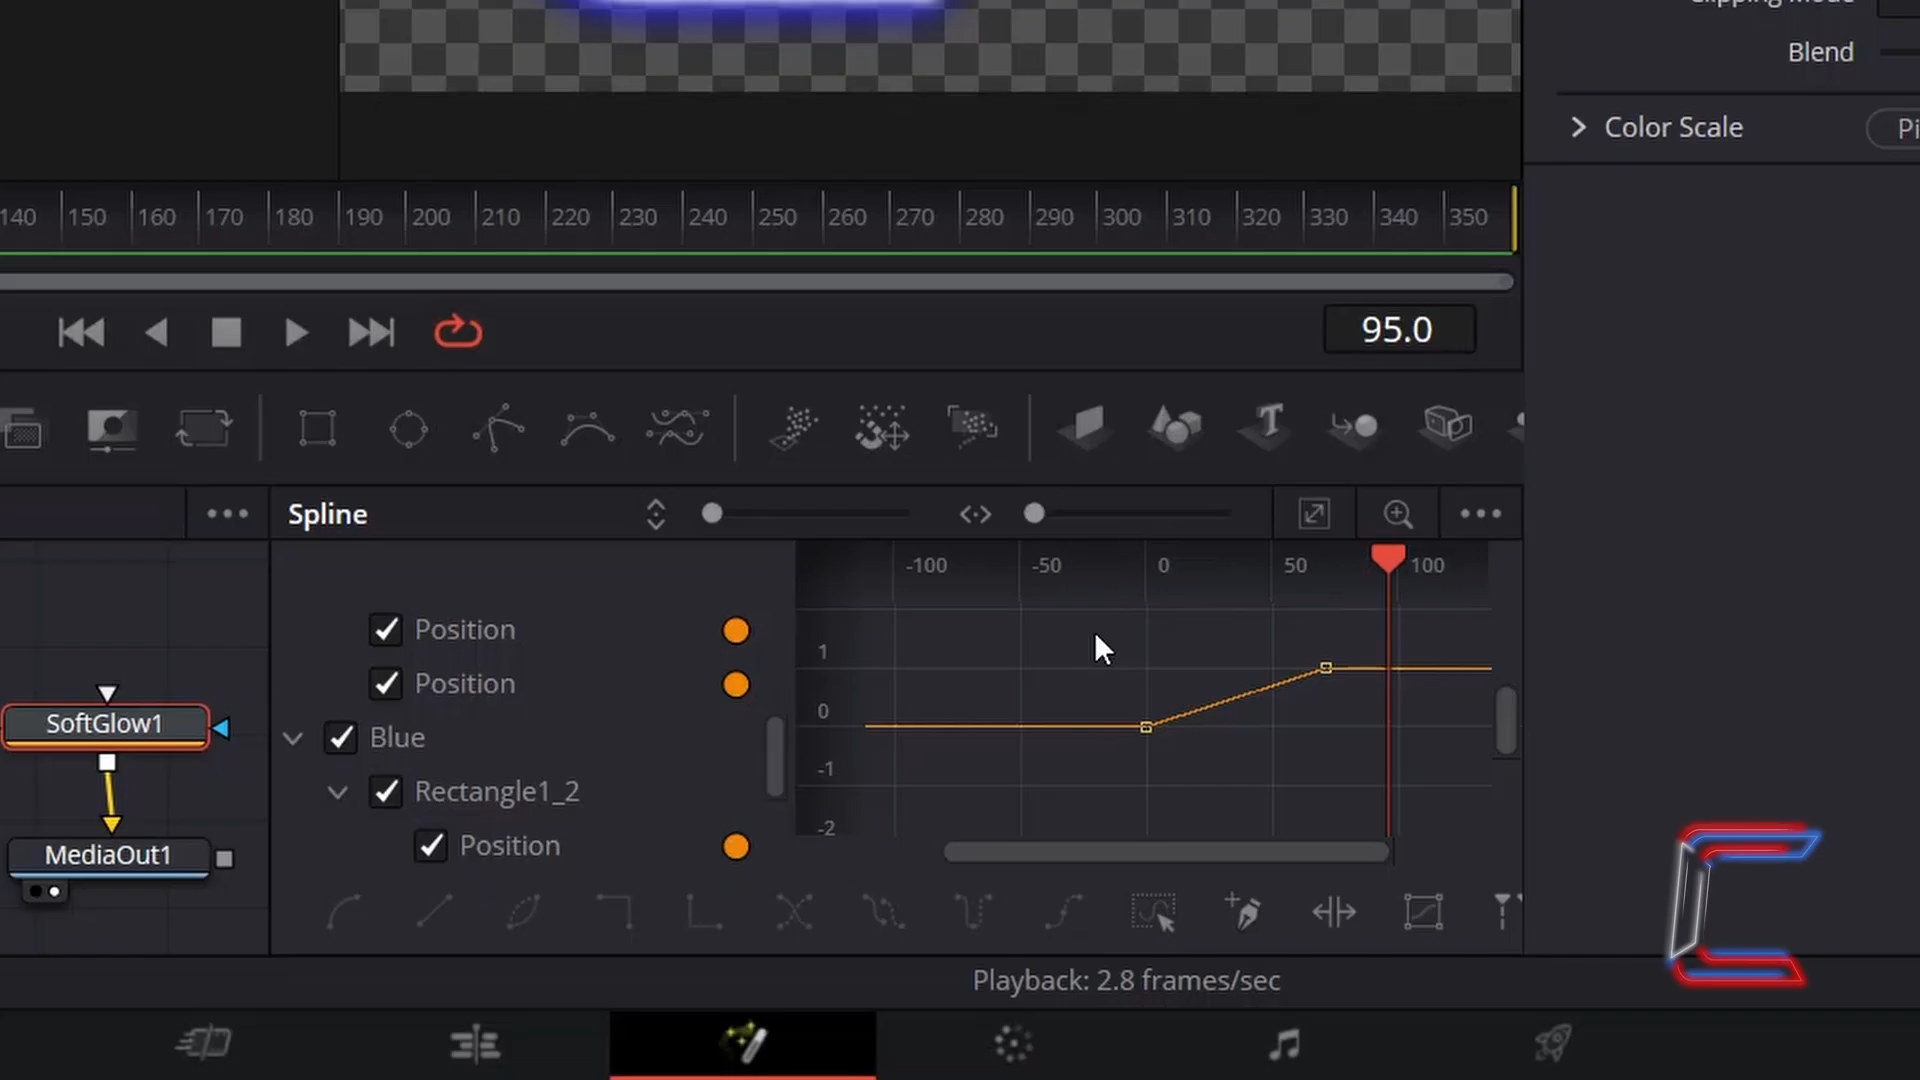 Clipping Mode
Blend
Color Scale
Pi
140 150 160 170 180 190 200 210 220 230 240 250 260 270 280 290 300 310 320 330 340 350
95.0
Spline
-100 -50 0 50 100
Position
1
Position
0
SoftGlow1
Blue
-1
Rectangle1_2
-2
Position
MediaOut1
Playback: 2.8 frames/sec